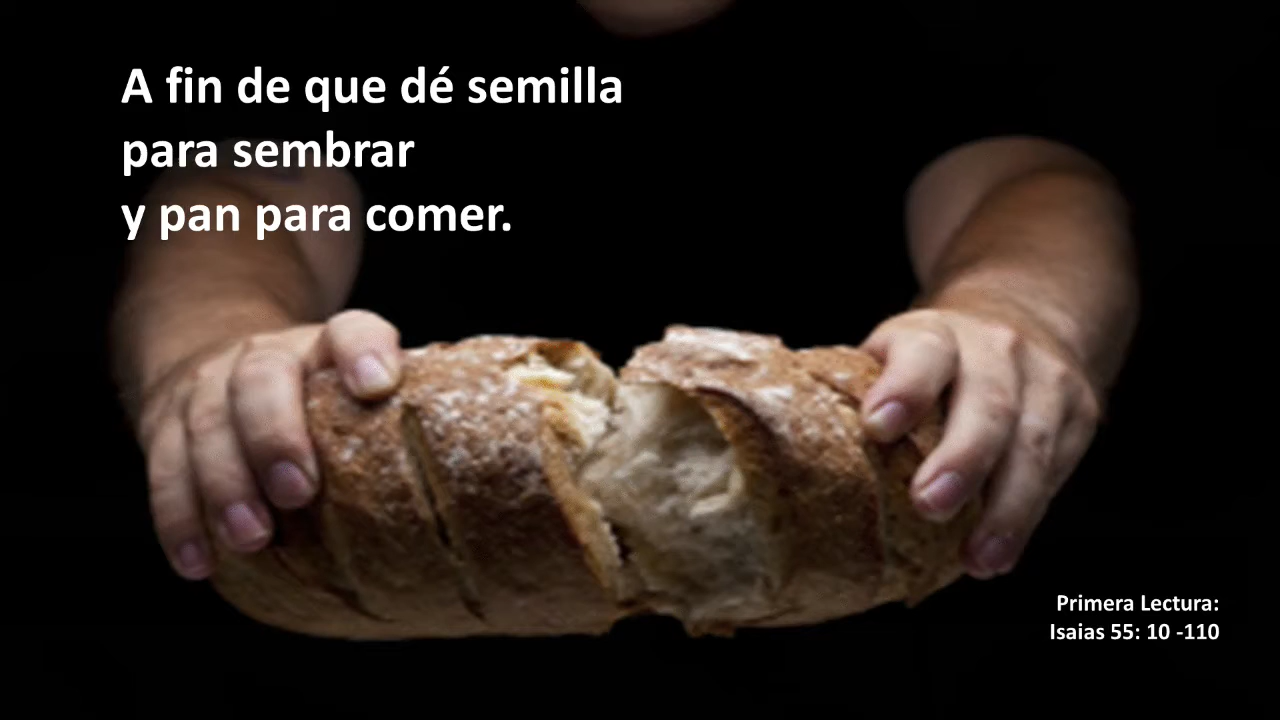 A fin de que dé semilla
para sembrar
y pan para comer.
Primera Lectura:
Isaias 55: 10 -110